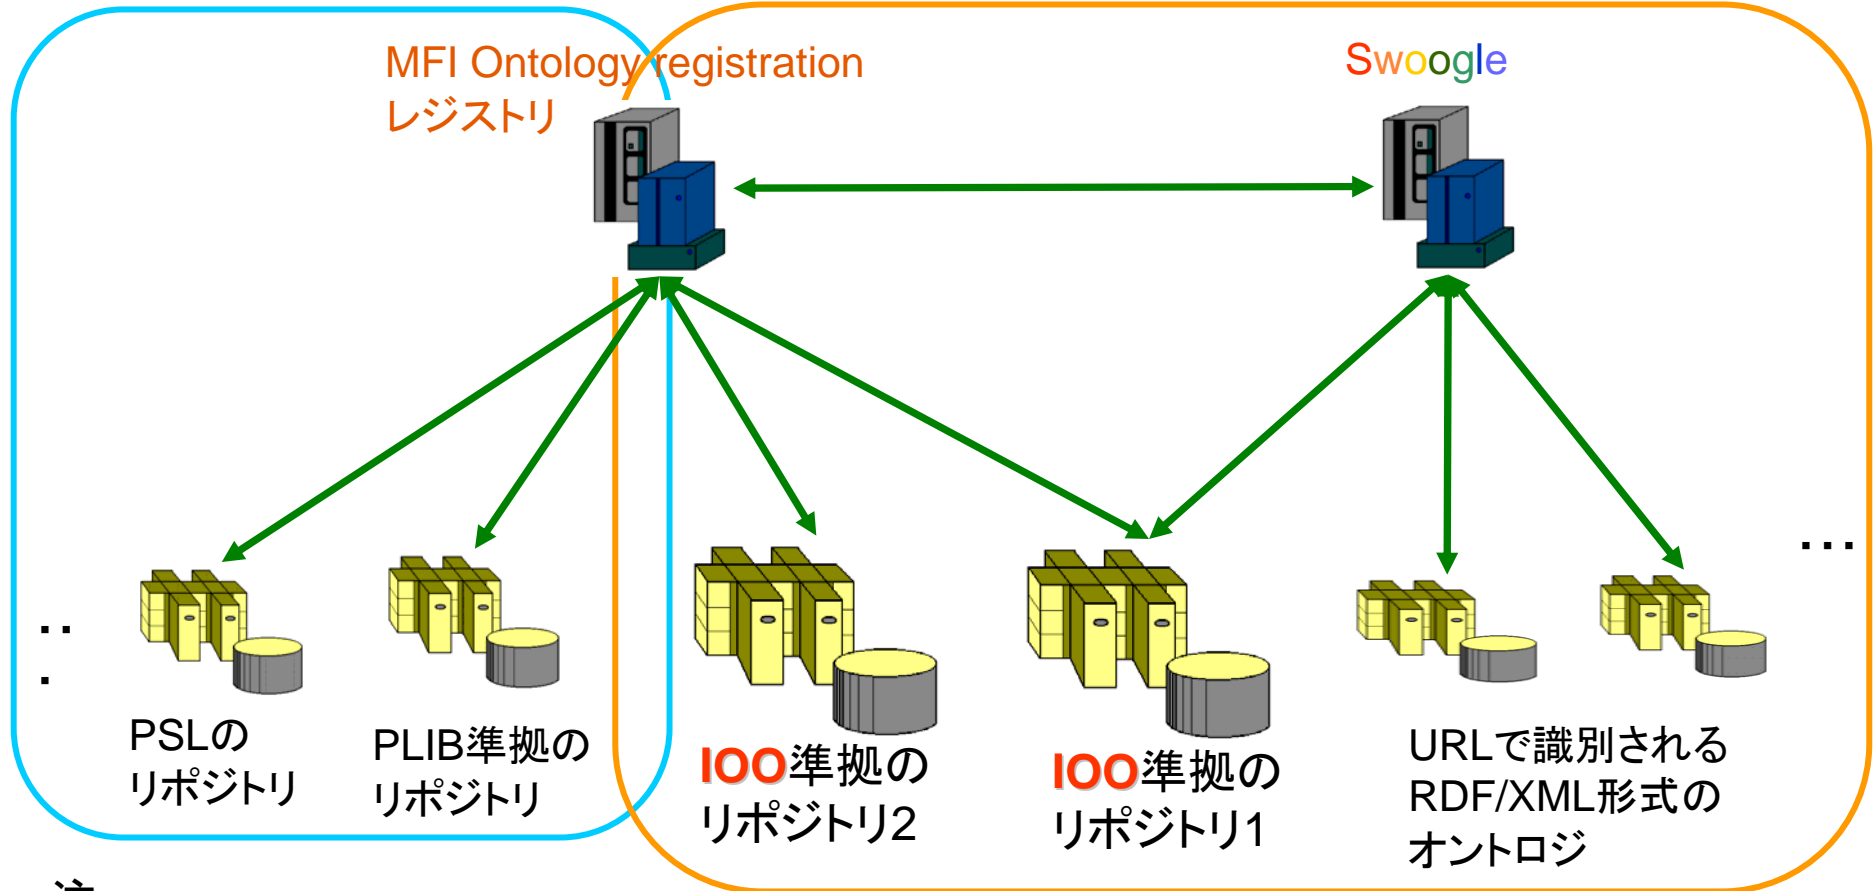 MFI Ontology registration
レジストリ
Swoogle
...
...
PSLの
リポジトリ
PLIB準拠の
リポジトリ
IOO準拠の
リポジトリ2
IOO準拠の
リポジトリ1
URLで識別される
RDF/XML形式の
オントロジ